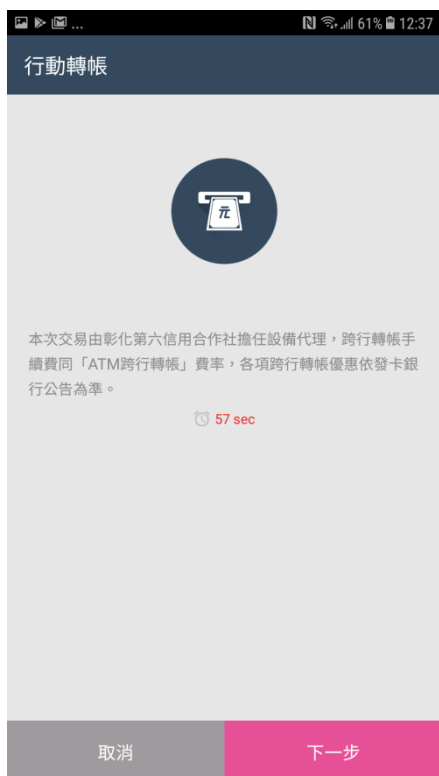 ... 61% 12:37
行動轉帳
元
本次交易由彰化第六信用合作社擔任設備代理,跨行轉帳手
續費同「ATM跨行轉帳」費率,各項跨行轉帳優惠依發卡銀
行公告為準。
57 sec
取消 下一步